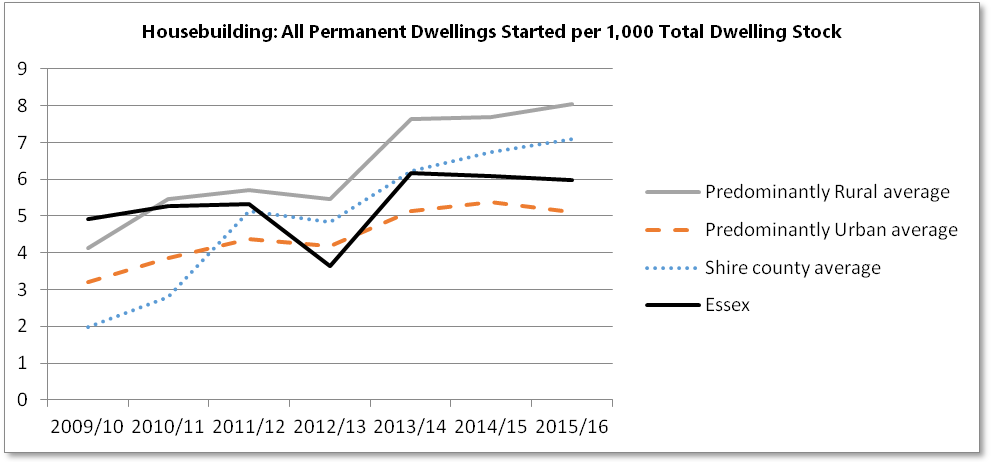 Housebuilding: All Permanent Dwellings Started per 1,000 Total Dwelling Stock
9
8
7
6
5
4
3
2
1
0
2009/10 2010/11 2011/12 2012/13 2013/14 2014/15 2015/16
Predominantly Rural average
Predominantly Urban average
Shire county average
Essex